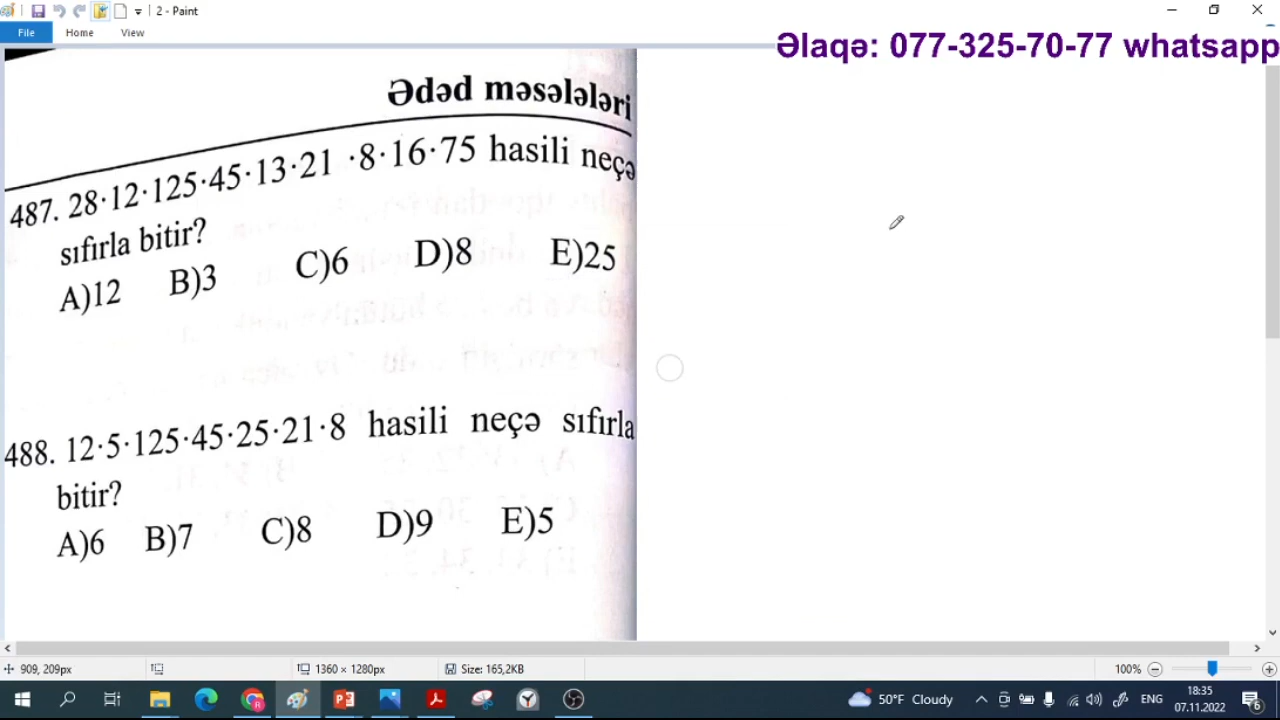 2 - Paint
File Home View
Əlaqə: 077-325-70-77 whatsapp
Ədəd məsələləri
487. 28·12·125·45·13·21 ·8·16·75 hasili neçə
sıfırla bitir?
A)12 B)3 C)6 D)8 E)25
488. 12·5·125·45·25·21·8 hasili neçə sıfırla
bitir?
A)6 B)7 C)8 D)9 E)5
909, 209px 1360 × 1280px Size: 165,2KB 100%
50°F Cloudy ENG 18:35
07.11.2022 6